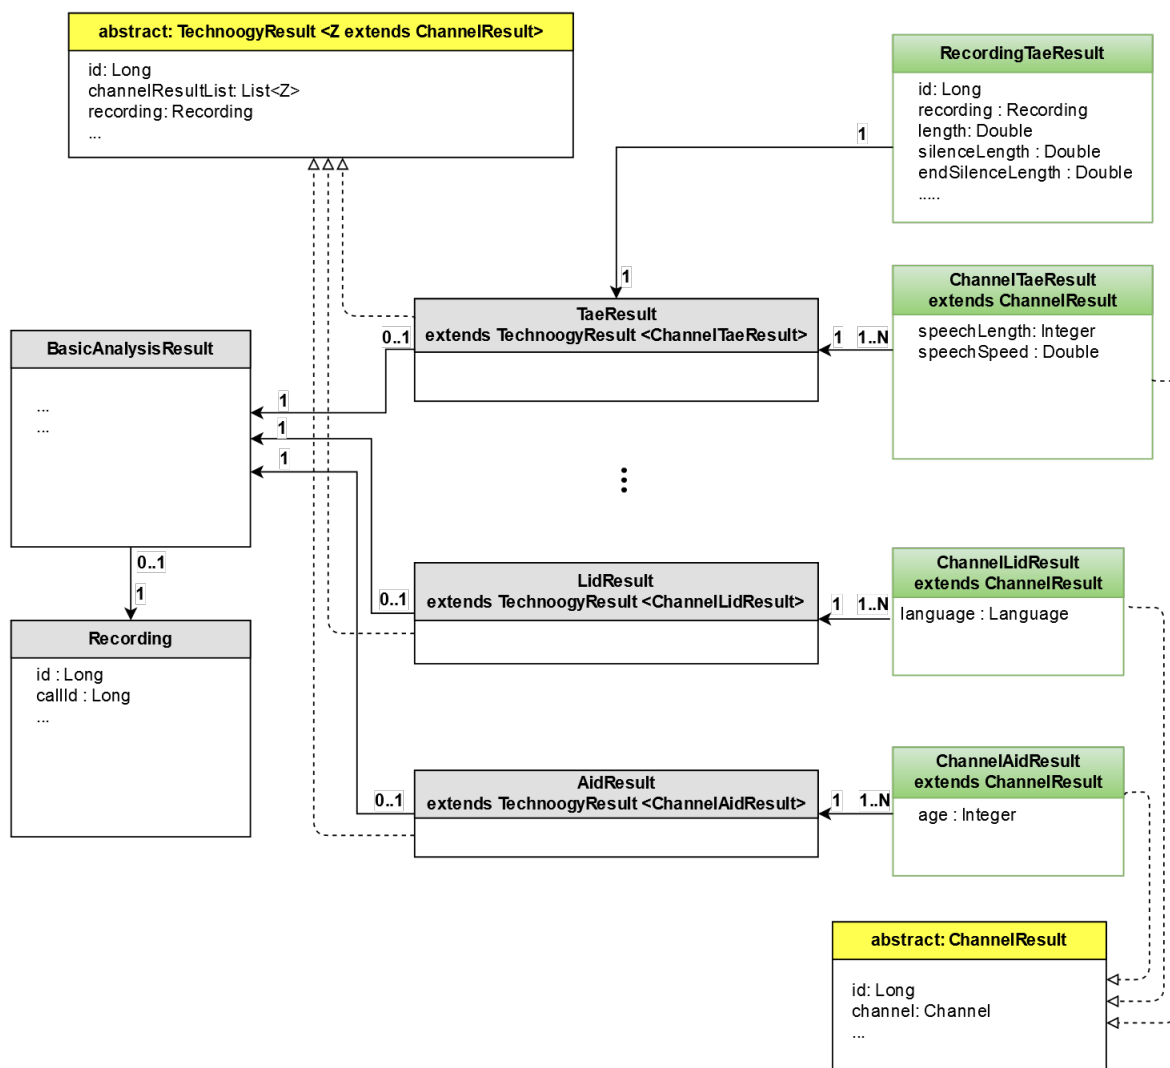 abstract: TechnoogyResult <Z extends ChannelResult>
id: Long
channelResultList: List<Z>
recording: Recording
...
RecordingTaeResult
id: Long
recording : Recording
length: Double
silenceLength : Double
endSilenceLength : Double
.....
1
1
ChannelTaeResult
extends ChannelResult
speechLength: Integer
speechSpeed : Double
TaeResult
extends TechnoogyResult <ChannelTaeResult>
0..1
1 1..N
BasicAnalysisResult
...
...
1
1
1
0..1
1
Recording
id : Long
callId : Long
...
LidResult
extends TechnoogyResult <ChannelLidResult>
0..1
1 1..N
ChannelLidResult
extends ChannelResult
language : Language
AidResult
extends TechnoogyResult <ChannelAidResult>
0..1
1 1..N
ChannelAidResult
extends ChannelResult
age : Integer
abstract: ChannelResult
id: Long
channel: Channel
...